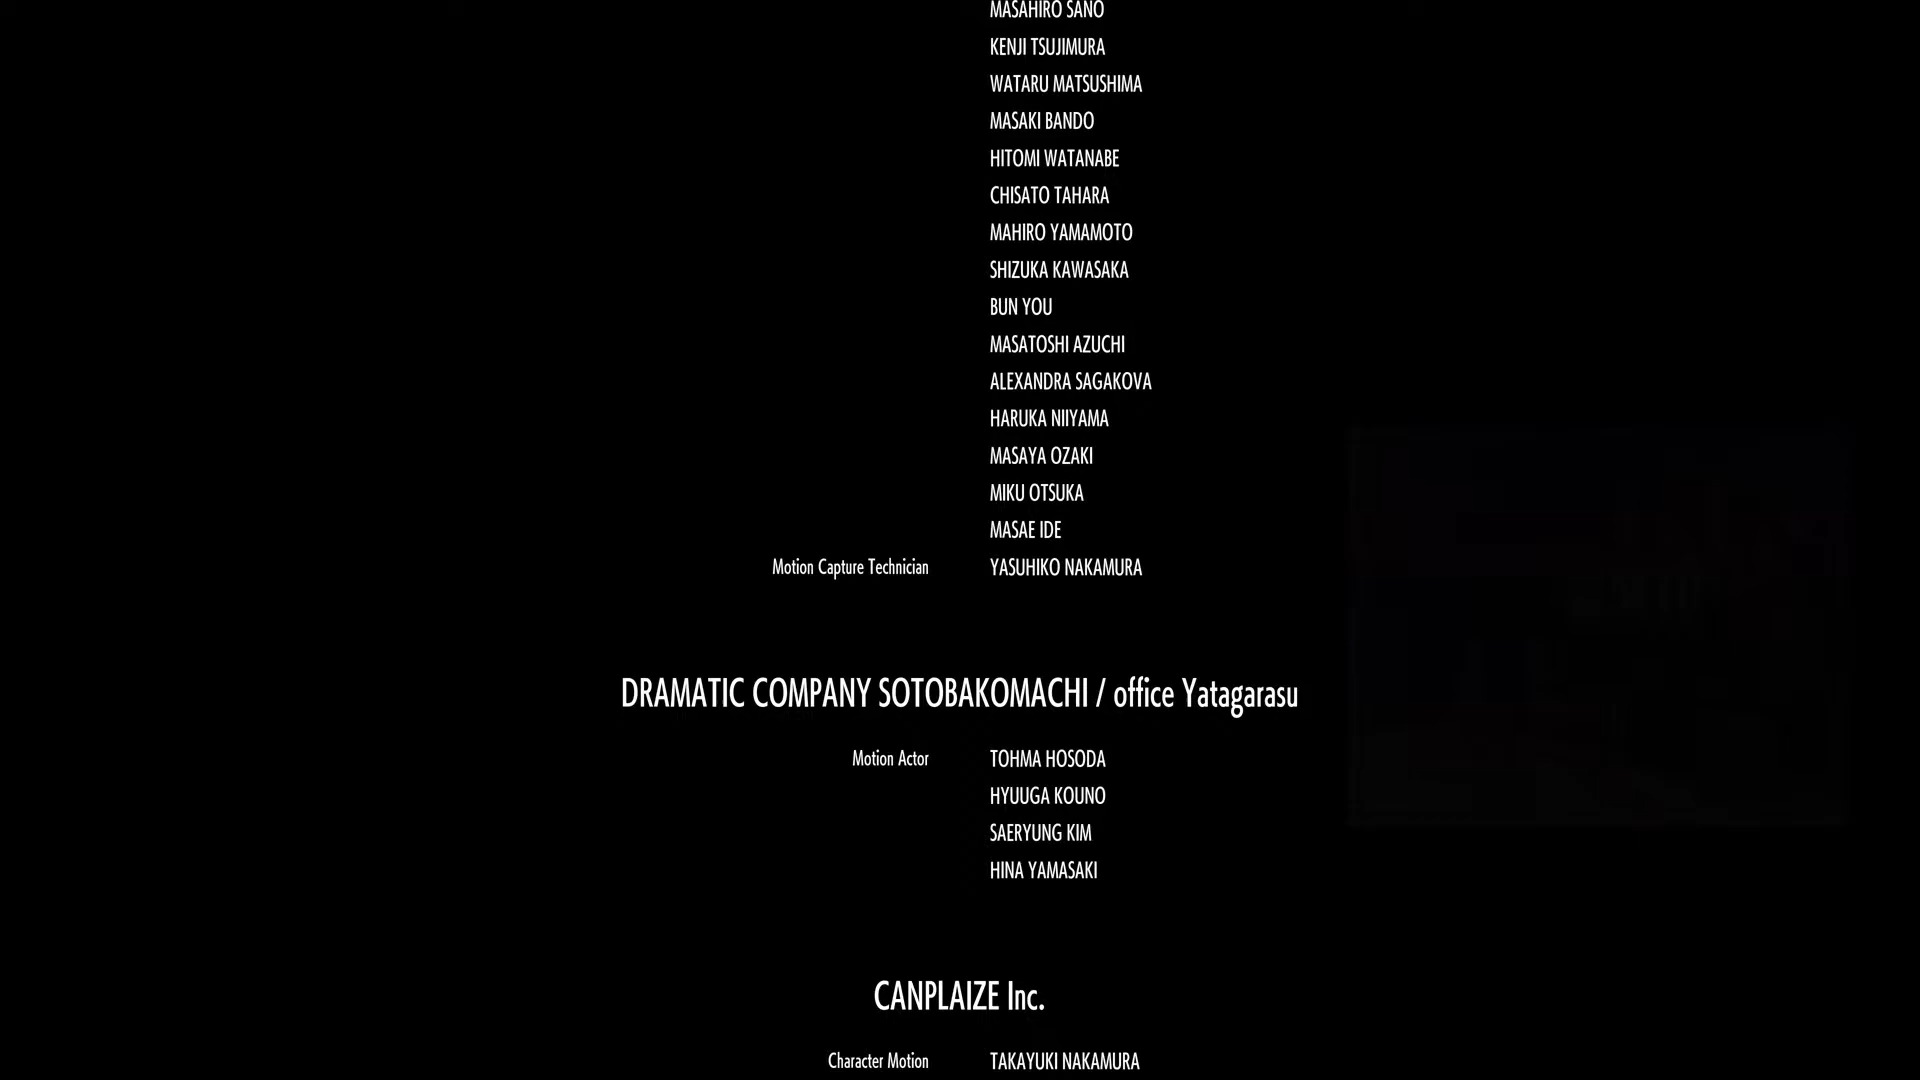 MASAHIRO SANO
KENJI TSUJIMURA
WATARU MATSUSHIMA
MASAKI BANDO
HITOMI WATANABE
CHISATO TAHARA
MAHIRO YAMAMOTO
SHIZUKA KAWASAKA
BUN YOU
MASATOSHI AZUCHI
ALEXANDRA SAGAKOVA
HARUKA NIIYAMA
MASAYA OZAKI
MIKU OTSUKA
MASAE IDE
Motion Capture Technician YASUHIKO NAKAMURA
DRAMATIC COMPANY SOTOBAKOMACHI / office Yatagarasu
Motion Actor TOHMA HOSODA
HYUUGA KOUNO
SAERYUNG KIM
HINA YAMASAKI
CANPLAIZE Inc.
Character Motion TAKAYUKI NAKAMURA